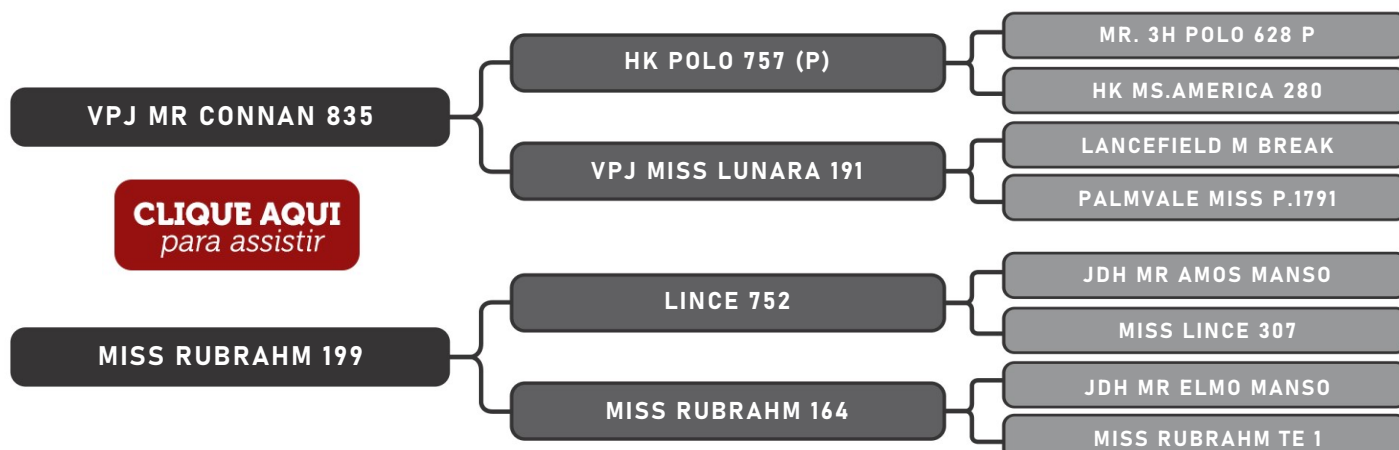 MR. 3H POLO 628 P
HK POLO 757 (P)
HK MS.AMERICA 280
VPJ MR CONNAN 835
LANCEFIELD M BREAK
VPJ MISS LUNARA 191
PALMVALE MISS P.1791
CLIQUE AQUI
para assistir
JDH MR AMOS MANSO
LINCE 752
MISS LINCE 307
MISS RUBRAHM 199
JDH MR ELMO MANSO
MISS RUBRAHM 164
MISS RUBRAHM TE 1